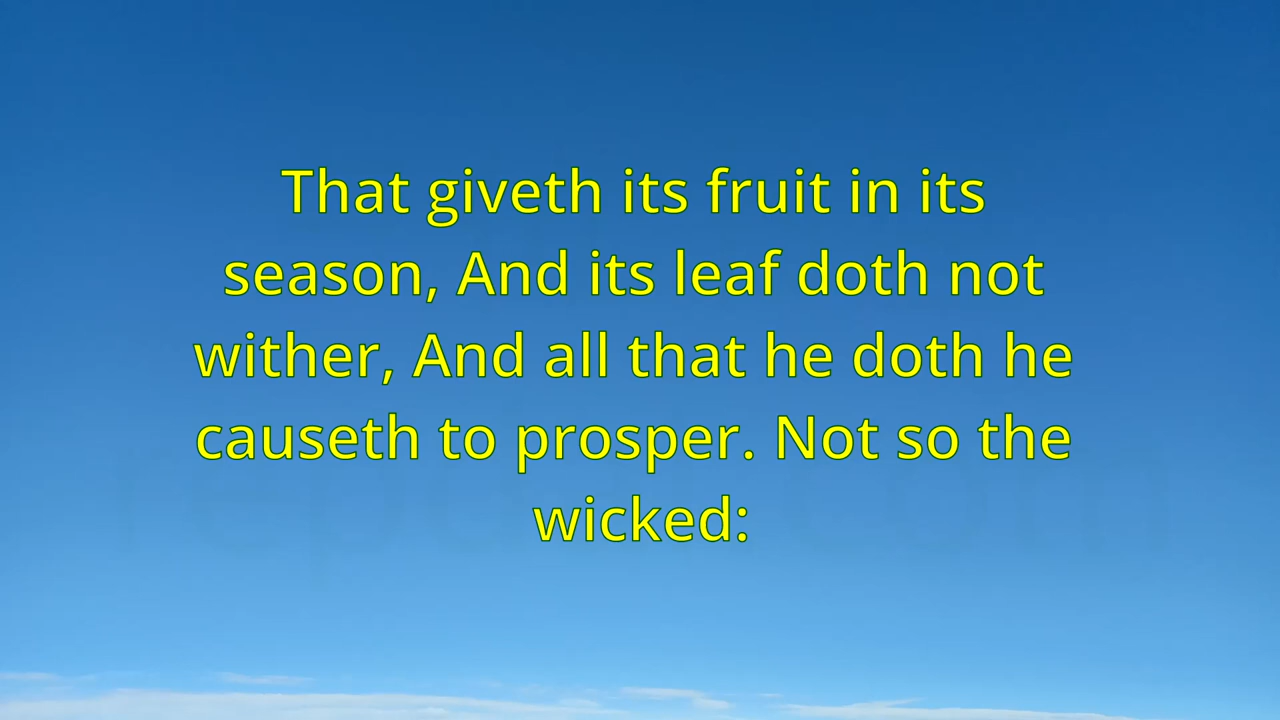 That giveth its fruit in its
season, And its leaf doth not
wither, And all that he doth he
causeth to prosper. Not so the
wicked: